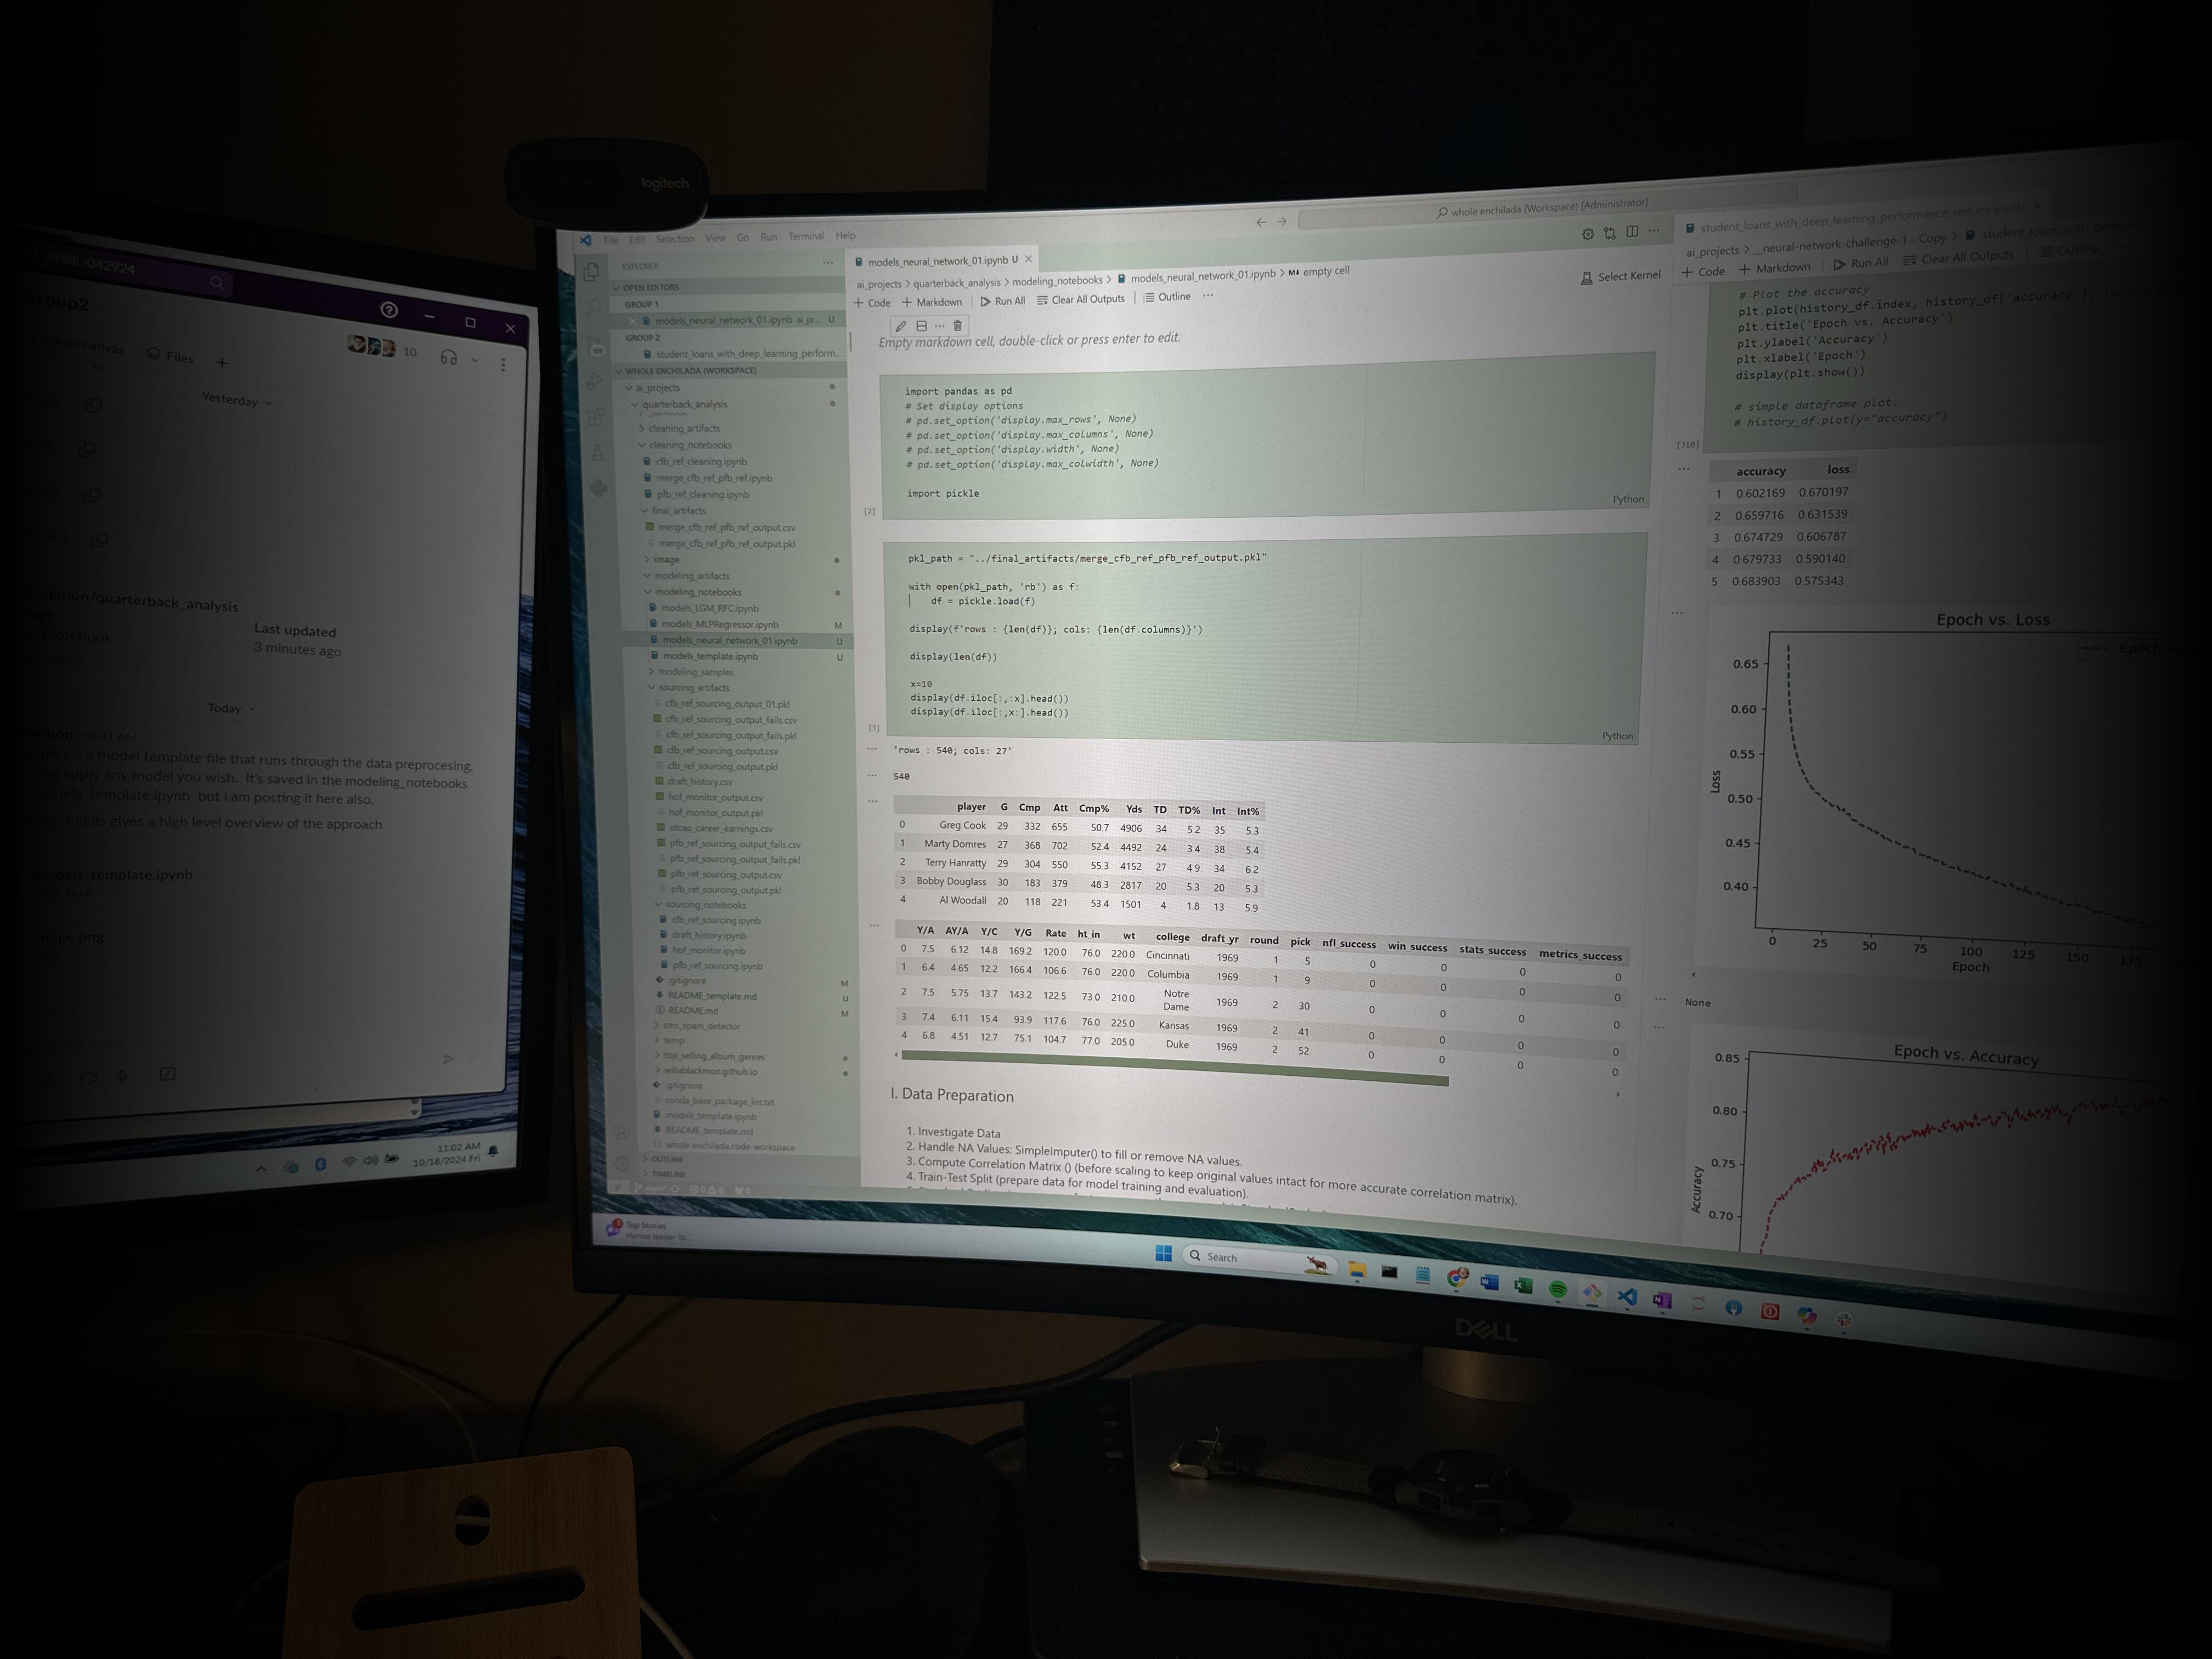 logitech
APRIL-042924
group2
Add canvas
Files
10
Yesterday
ackmon/quarterback_analysis
Notebook
Last updated
3 minutes ago
Today
10:41 AM
here's a model template file that runs through the data preprocesing,
apply any model you wish. It's saved in the modeling_notebooks
models_template.ipynb but i am posting it here also.
first cells gives a high level overview of the approach
models_template.ipynb
image.png
11:02 AM
10/18/2024 Fri
File Edit Selection View Go Run Terminal Help
whole enchilada (Workspace) [Administrator]
EXPLORER
OPEN EDITORS
GROUP 1
models_neural_network_01.ipynb ai_pr... U
GROUP 2
student_loans_with_deep_learning_perform...
WHOLE ENCHILADA (WORKSPACE)
ai_projects
quarterback_analysis
cleaning_artifacts
cleaning_notebooks
cfb_ref_cleaning.ipynb
merge_cfb_ref_pfb_ref.ipynb
pfb_ref_cleaning.ipynb
final_artifacts
merge_cfb_ref_pfb_ref_output.csv
merge_cfb_ref_pfb_ref_output.pkl
image
modeling_artifacts
modeling_notebooks
models_LGM_RFC.ipynb
models_MLPRegressor.ipynb M
models_neural_network_01.ipynb U
models_template.ipynb U
modeling_samples
sourcing_artifacts
cfb_ref_sourcing_output_01.pkl
cfb_ref_sourcing_output_fails.csv
cfb_ref_sourcing_output_fails.pkl
cfb_ref_sourcing_output.csv
cfb_ref_sourcing_output.pkl
draft_history.csv
hof_monitor_output.csv
hof_monitor_output.pkl
otcap_career_earnings.csv
pfb_ref_sourcing_output_fails.csv
pfb_ref_sourcing_output_fails.pkl
pfb_ref_sourcing_output.csv
pfb_ref_sourcing_output.pkl
sourcing_notebooks
cfb_ref_sourcing.ipynb
draft_history.ipynb
hof_monitor.ipynb
pfb_ref_sourcing.ipynb
.gitignore M
README_template.md U
README.md M
sms_spam_detector
temp
top_selling_album_genres
willablackmon.github.io
.gitignore
conda_base_package_list.txt
models_template.ipynb
README_template.md
whole enchilada.code-workspace
OUTLINE
TIMELINE
models_neural_network_01.ipynb U
ai_projects > quarterback_analysis > modeling_notebooks > models_neural_network_01.ipynb > M↓ empty cell
+ Code + Markdown Run All Clear All Outputs Outline ...
Select Kernel
Empty markdown cell, double-click or press enter to edit.
import pandas as pd
# Set display options
# pd.set_option('display.max_rows', None)
# pd.set_option('display.max_columns', None)
# pd.set_option('display.width', None)
# pd.set_option('display.max_colwidth', None)
import pickle
[2]
Python
pkl_path = "../final_artifacts/merge_cfb_ref_pfb_ref_output.pkl"
with open(pkl_path, 'rb') as f:
df = pickle.load(f)
display(f'rows : {len(df)}; cols: {len(df.columns)}')
display(len(df))
x=10
display(df.iloc[:,:x].head())
display(df.iloc[:,x:].head())
[3]
Python
'rows : 540; cols: 27'
540
player G Cmp Att Cmp% Yds TD TD% Int Int%
0 Greg Cook 29 332 655 50.7 4906 34 5.2 35 5.3
1 Marty Domres 27 368 702 52.4 4492 24 3.4 38 5.4
2 Terry Hanratty 29 304 550 55.3 4152 27 4.9 34 6.2
3 Bobby Douglass 30 183 379 48.3 2817 20 5.3 20 5.3
4 Al Woodall 20 118 221 53.4 1501 4 1.8 13 5.9
Y/A AY/A Y/C Y/G Rate ht_in wt college draft_yr round pick nfl_success win_success stats_success metrics_success
0 7.5 6.12 14.8 169.2 120.0 76.0 220.0 Cincinnati 1969 1 5 0 0 0 0
1 6.4 4.65 12.2 166.4 106.6 76.0 220.0 Columbia 1969 1 9 0 0 0 0
2 7.5 5.75 13.7 143.2 122.5 73.0 210.0 Notre Dame 1969 2 30 0 0 0 0
3 7.4 6.11 15.4 93.9 117.6 76.0 225.0 Kansas 1969 2 41 0 0 0 0
4 6.8 4.51 12.7 75.1 104.7 77.0 205.0 Duke 1969 2 52 0 0 0 0
I. Data Preparation
1. Investigate Data
2. Handle NA Values: SimpleImputer() to fill or remove NA values.
3. Compute Correlation Matrix () (before scaling to keep original values intact for more accurate correlation matrix).
4. Train-Test Split (prepare data for model training and evaluation).
student_loans_with_deep_learning_performance_reduce.ipynb
ai_projects > _neural-network-challenge-1 - Copy > student_loans_with_deep
+ Code + Markdown Run All Clear All Outputs Outline
# Plot the accuracy
plt.plot(history_df.index, history_df['accuracy'],
plt.title('Epoch vs. Accuracy')
plt.ylabel('Accuracy')
plt.xlabel('Epoch')
display(plt.show())
# simple dataframe plot:
# history_df.plot(y="accuracy")
[310]
accuracy loss
1 0.602169 0.670197
2 0.659716 0.631539
3 0.674729 0.606787
4 0.679733 0.590140
5 0.683903 0.575343
Epoch vs. Loss
Epoch
0.65
0.60
0.55
0.50
0.45
0.40
Loss
0 25 50 75 100 125 150 175
Epoch
None
Epoch vs. Accuracy
0.85
0.80
0.75
0.70
Accuracy
Top Stories
Hamas leader Ya...
Search
DELL